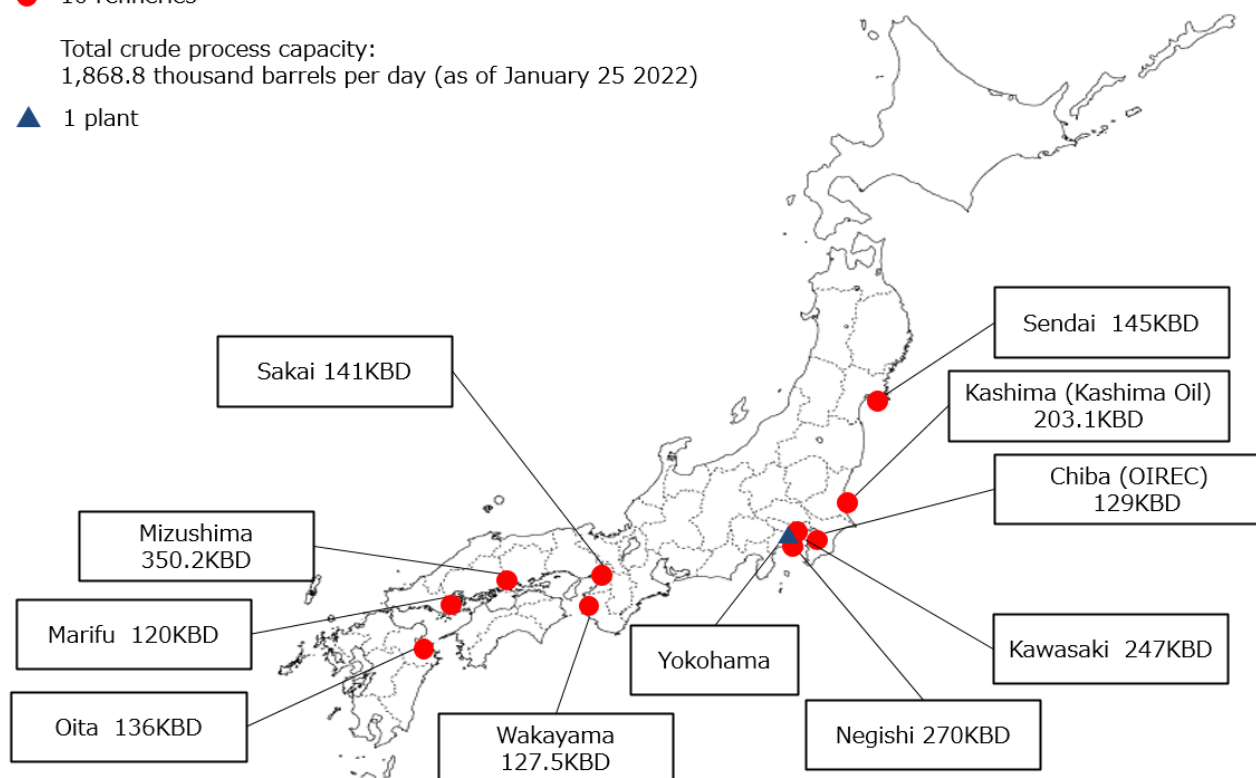 10 refineries
Total crude process capacity:
1,868.8 thousand barrels per day (as of January 25 2022)
1 plant
Sendai 145KBD
Sakai 141KBD
Kashima (Kashima Oil)
203.1KBD
Chiba (OIREC)
129KBD
Mizushima
350.2KBD
Marifu 120KBD
Yokohama
Kawasaki 247KBD
Oita 136KBD
Wakayama
127.5KBD
Negishi 270KBD